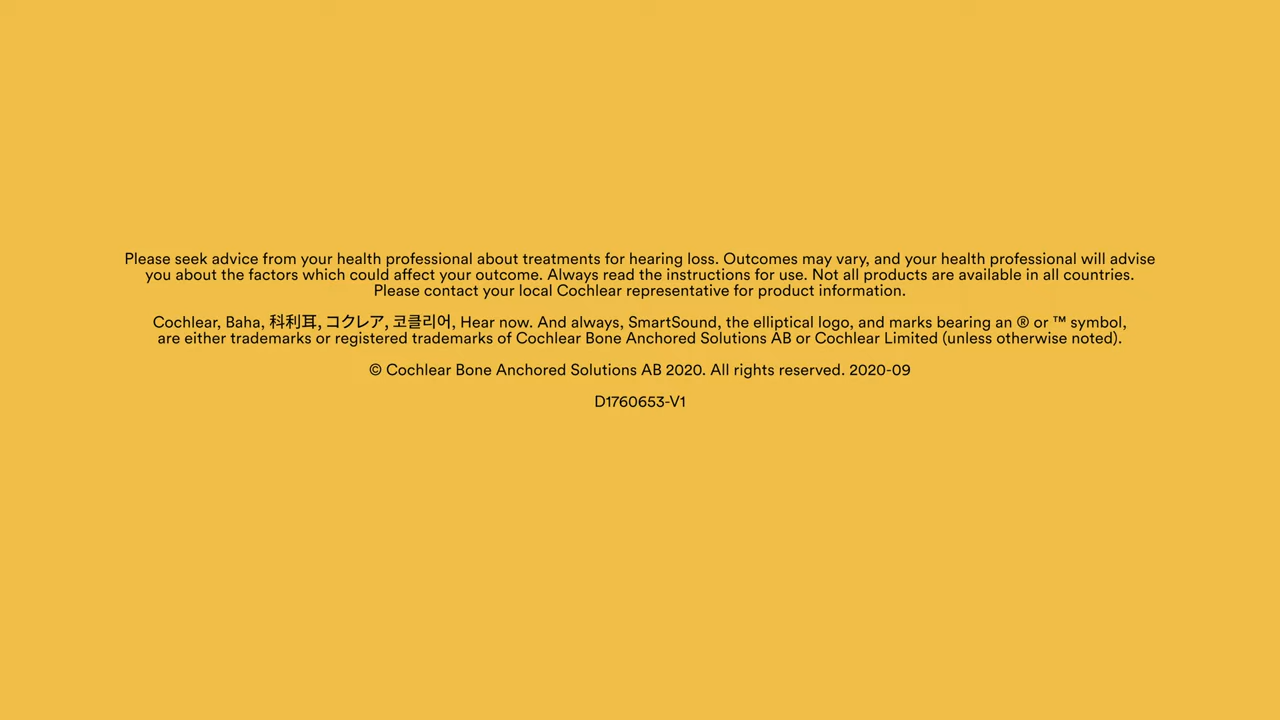 Please seek advice from your health professional about treatments for hearing loss. Outcomes may vary, and your health professional will advise
you about the factors which could affect your outcome. Always read the instructions for use. Not all products are available in all countries.
Please contact your local Cochlear representative for product information.
Cochlear, Baha, 科利耳, コクレア, 코클리어, Hear now. And always, SmartSound, the elliptical logo, and marks bearing an ® or ™ symbol,
are either trademarks or registered trademarks of Cochlear Bone Anchored Solutions AB or Cochlear Limited (unless otherwise noted).
© Cochlear Bone Anchored Solutions AB 2020. All rights reserved. 2020-09
D1760653-V1